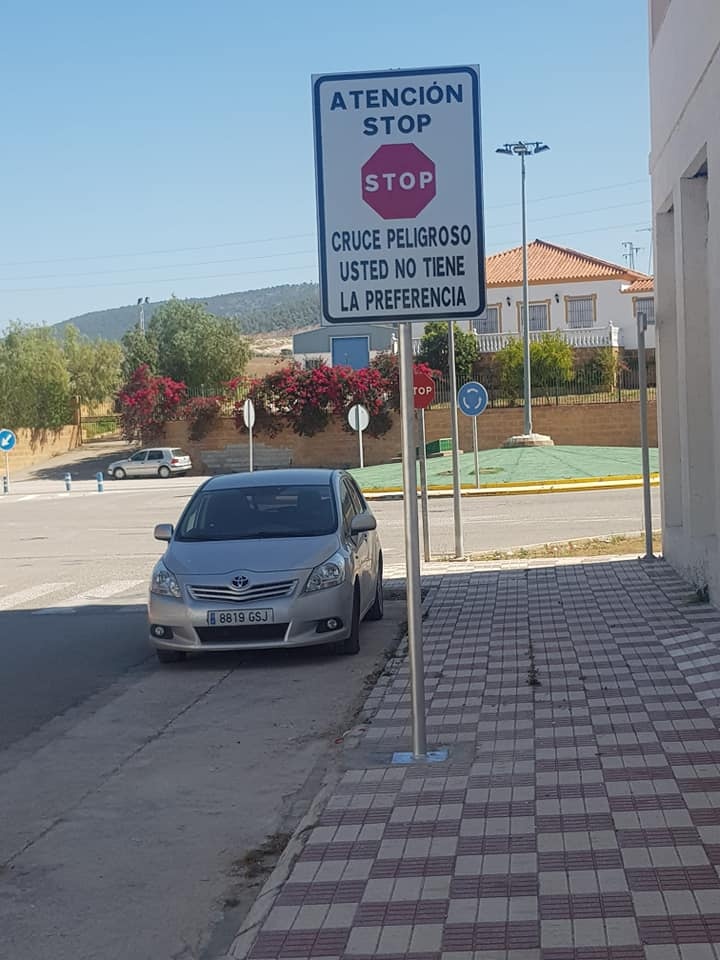 ATENCIÓN
STOP
STOP
CRUCE PELIGROSO
USTED NO TIENE
LA PREFERENCIA
STOP
8819 GSJ